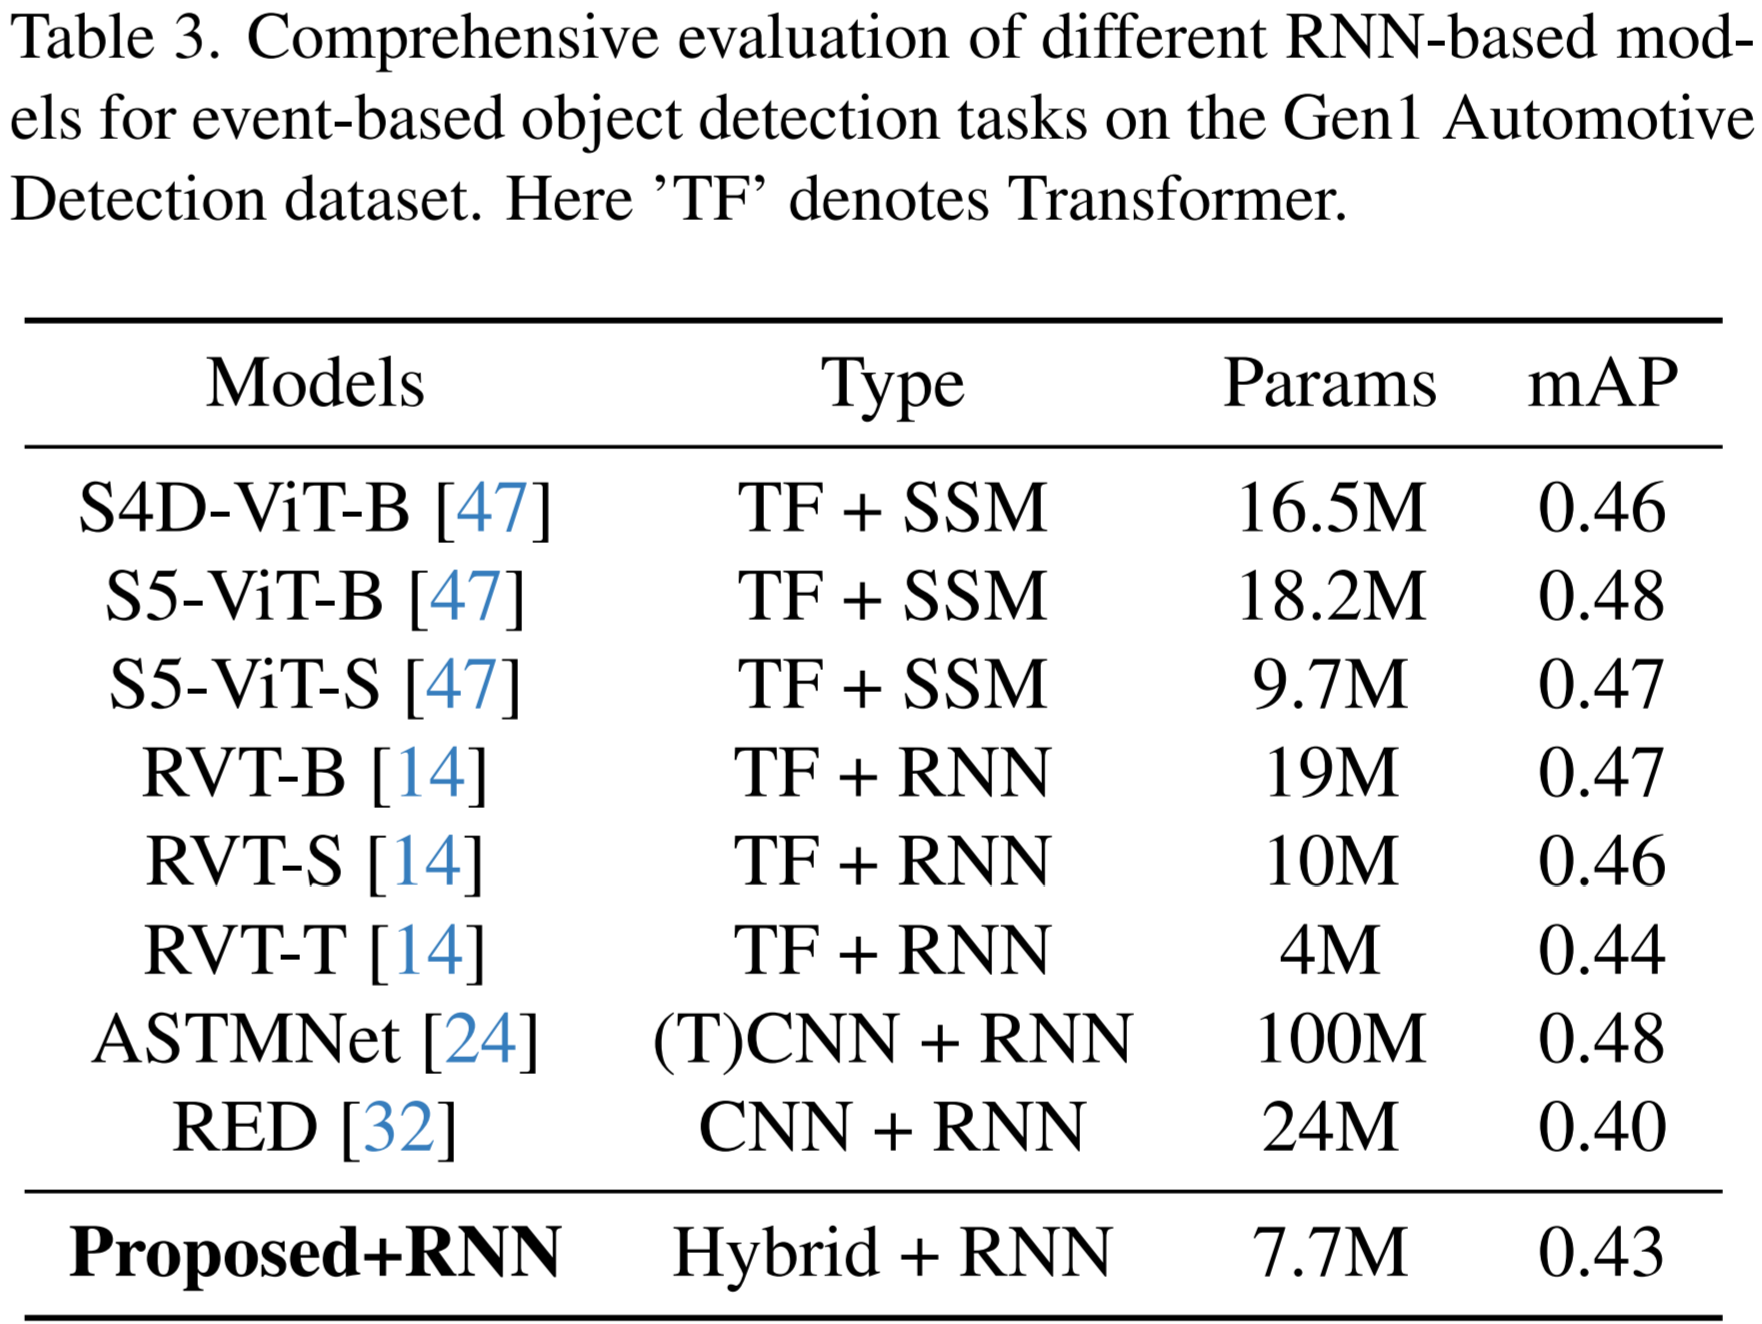 Table 3. Comprehensive evaluation of different RNN-based mod-
els for event-based object detection tasks on the Gen1 Automotive
Detection dataset. Here ’TF’ denotes Transformer.
Models Type Params mAP
S4D-ViT-B [47] TF + SSM 16.5M 0.46
S5-ViT-B [47] TF + SSM 18.2M 0.48
S5-ViT-S [47] TF + SSM 9.7M 0.47
RVT-B [14] TF + RNN 19M 0.47
RVT-S [14] TF + RNN 10M 0.46
RVT-T [14] TF + RNN 4M 0.44
ASTMNet [24] (T)CNN + RNN 100M 0.48
RED [32] CNN + RNN 24M 0.40
Proposed+RNN Hybrid + RNN 7.7M 0.43